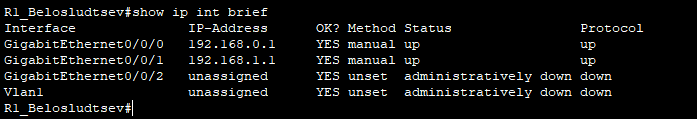 R1_Belosludtsev#show ip int brief
Interface              IP-Address      OK? Method Status                Protocol
GigabitEthernet0/0/0   192.168.0.1     YES manual up                    up
GigabitEthernet0/0/1   192.168.1.1     YES manual up                    up
GigabitEthernet0/0/2   unassigned      YES unset  administratively down down
Vlan1                  unassigned      YES unset  administratively down down
R1_Belosludtsev#